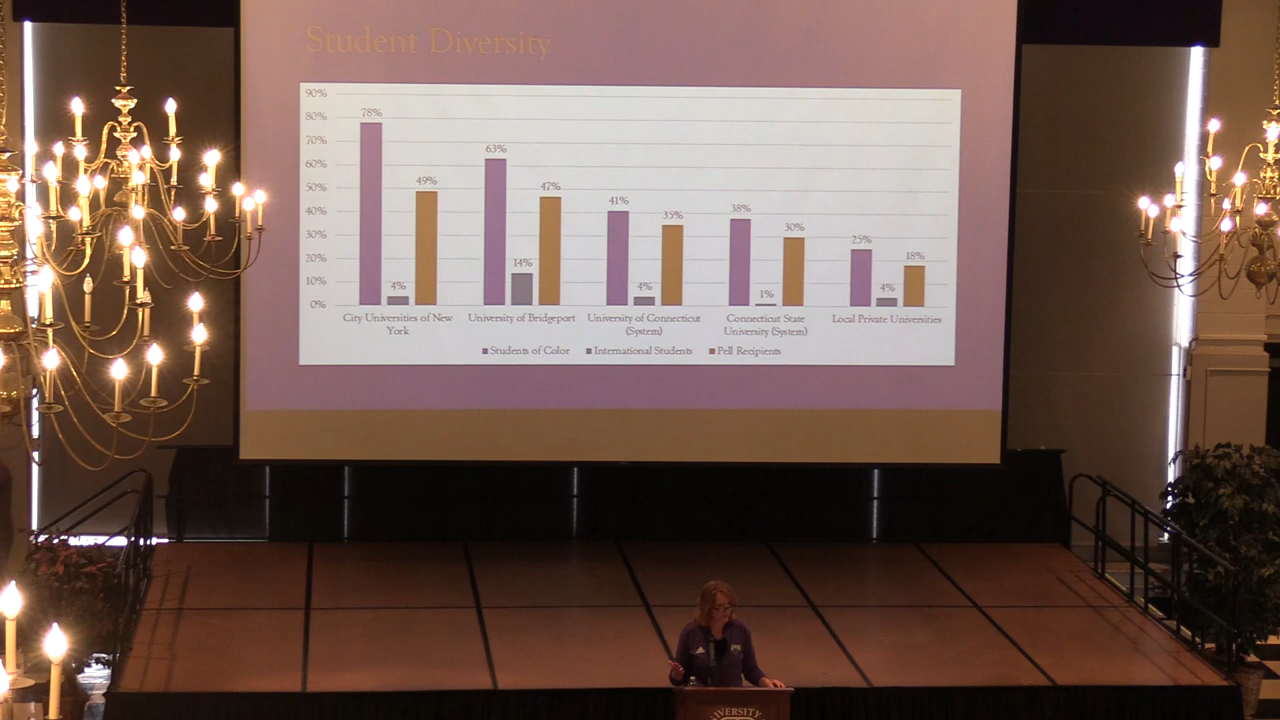 Student Diversity
90%
80%
70%
60%
50%
40%
30%
20%
10%
0%
78%
4%
49%
63%
14%
47%
41%
4%
35%
38%
1%
30%
25%
4%
18%
City Universities of New
York
University of Bridgeport
University of Connecticut
(System)
Connecticut State
University (System)
Local Private Universities
Students of Color
International Students
Pell Recipients
UNIVERSITY